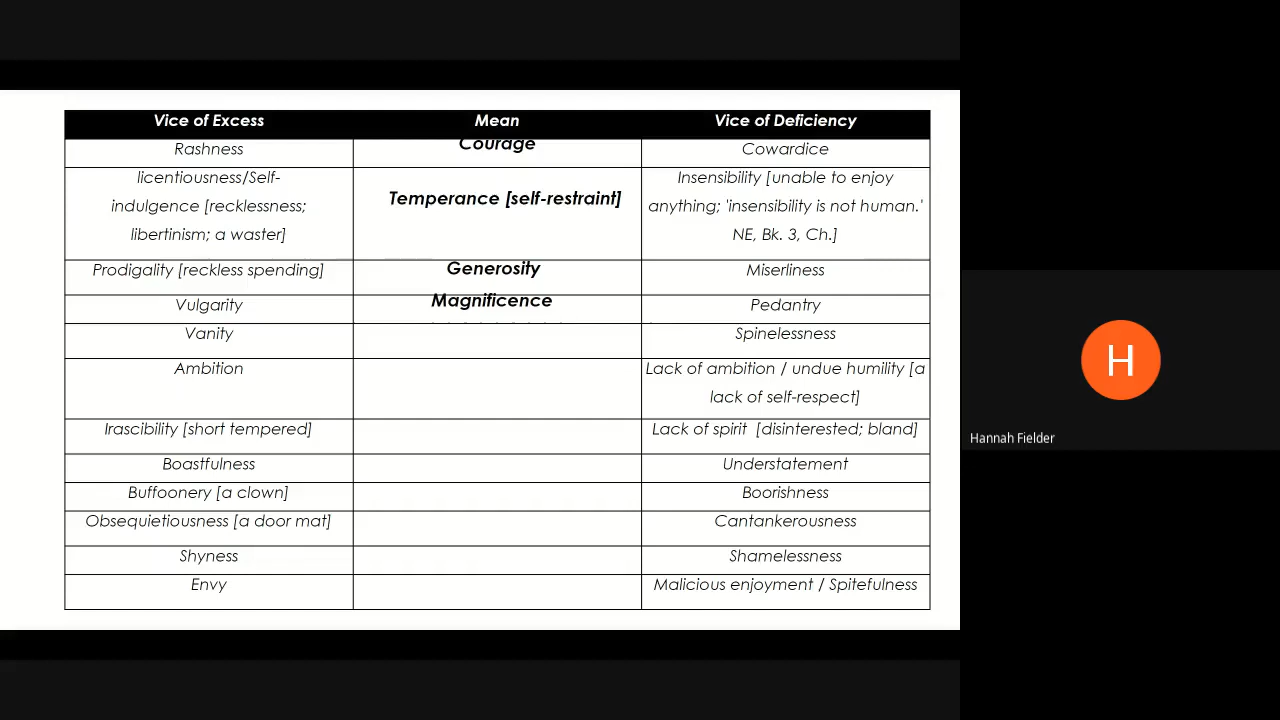 Vice of Excess Mean Vice of Deficiency
Rashness Courage Cowardice
licentiousness/Self-
indulgence [recklessness;
libertinism; a waster]
Temperance [self-restraint]
Insensibility [unable to enjoy
anything; 'insensibility is not human.'
NE, Bk. 3, Ch.]
Prodigality [reckless spending] Generosity Miserliness
Vulgarity Magnificence Pedantry
Vanity Spinelessness
Ambition Lack of ambition / undue humility [a
lack of self-respect]
Irascibility [short tempered] Lack of spirit [disinterested; bland]
Boastfulness Understatement
Buffoonery [a clown] Boorishness
Obsequietiousness [a door mat] Cantankerousness
Shyness Shamelessness
Envy Malicious enjoyment / Spitefulness
H
Hannah Fielder